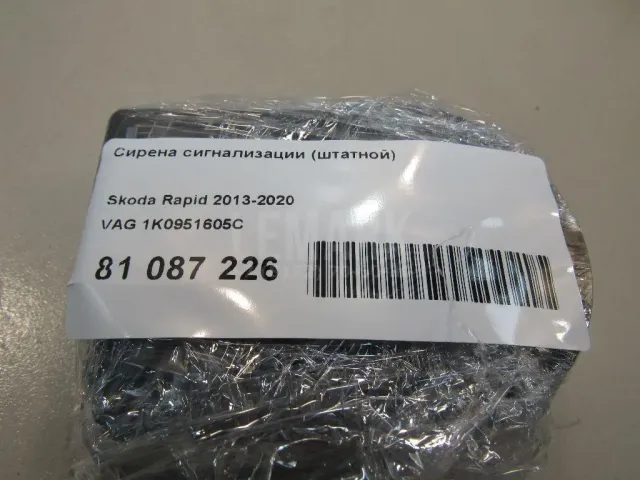 Сирена сигнализации (штатной)
Skoda Rapid 2013-2020
VAG 1K0951605C
81 087 226